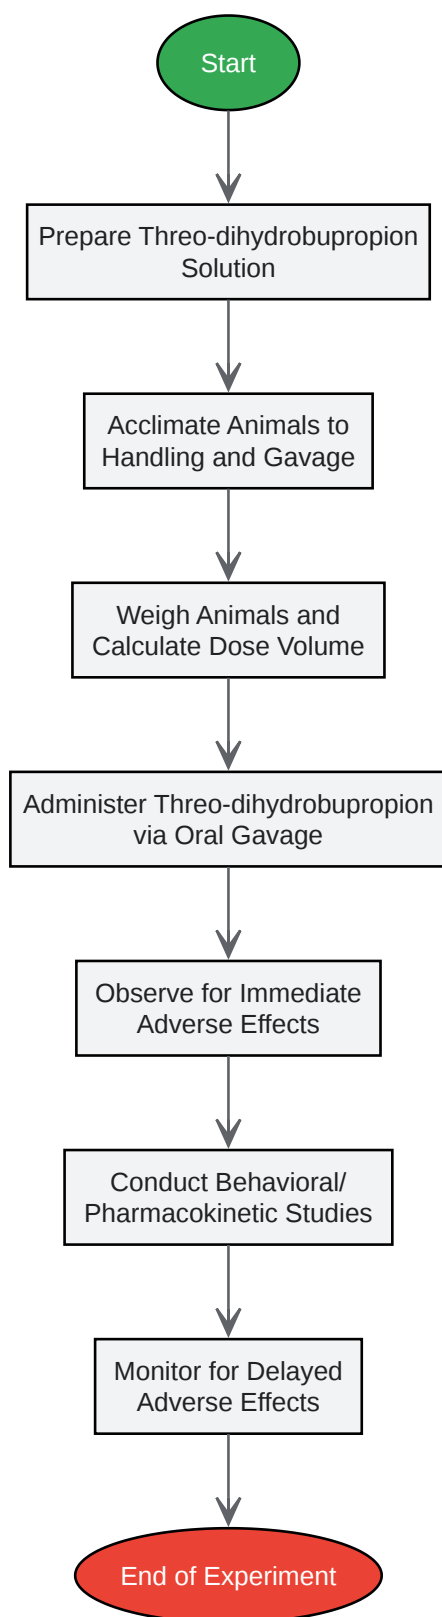 Start
Prepare Threo-dihydrobupropion
Solution
Acclimate Animals to
Handling and Gavage
Weigh Animals and
Calculate Dose Volume
Administer Threo-dihydrobupropion
via Oral Gavage
Observe for Immediate
Adverse Effects
Conduct Behavioral/
Pharmacokinetic Studies
Monitor for Delayed
Adverse Effects
End of Experiment